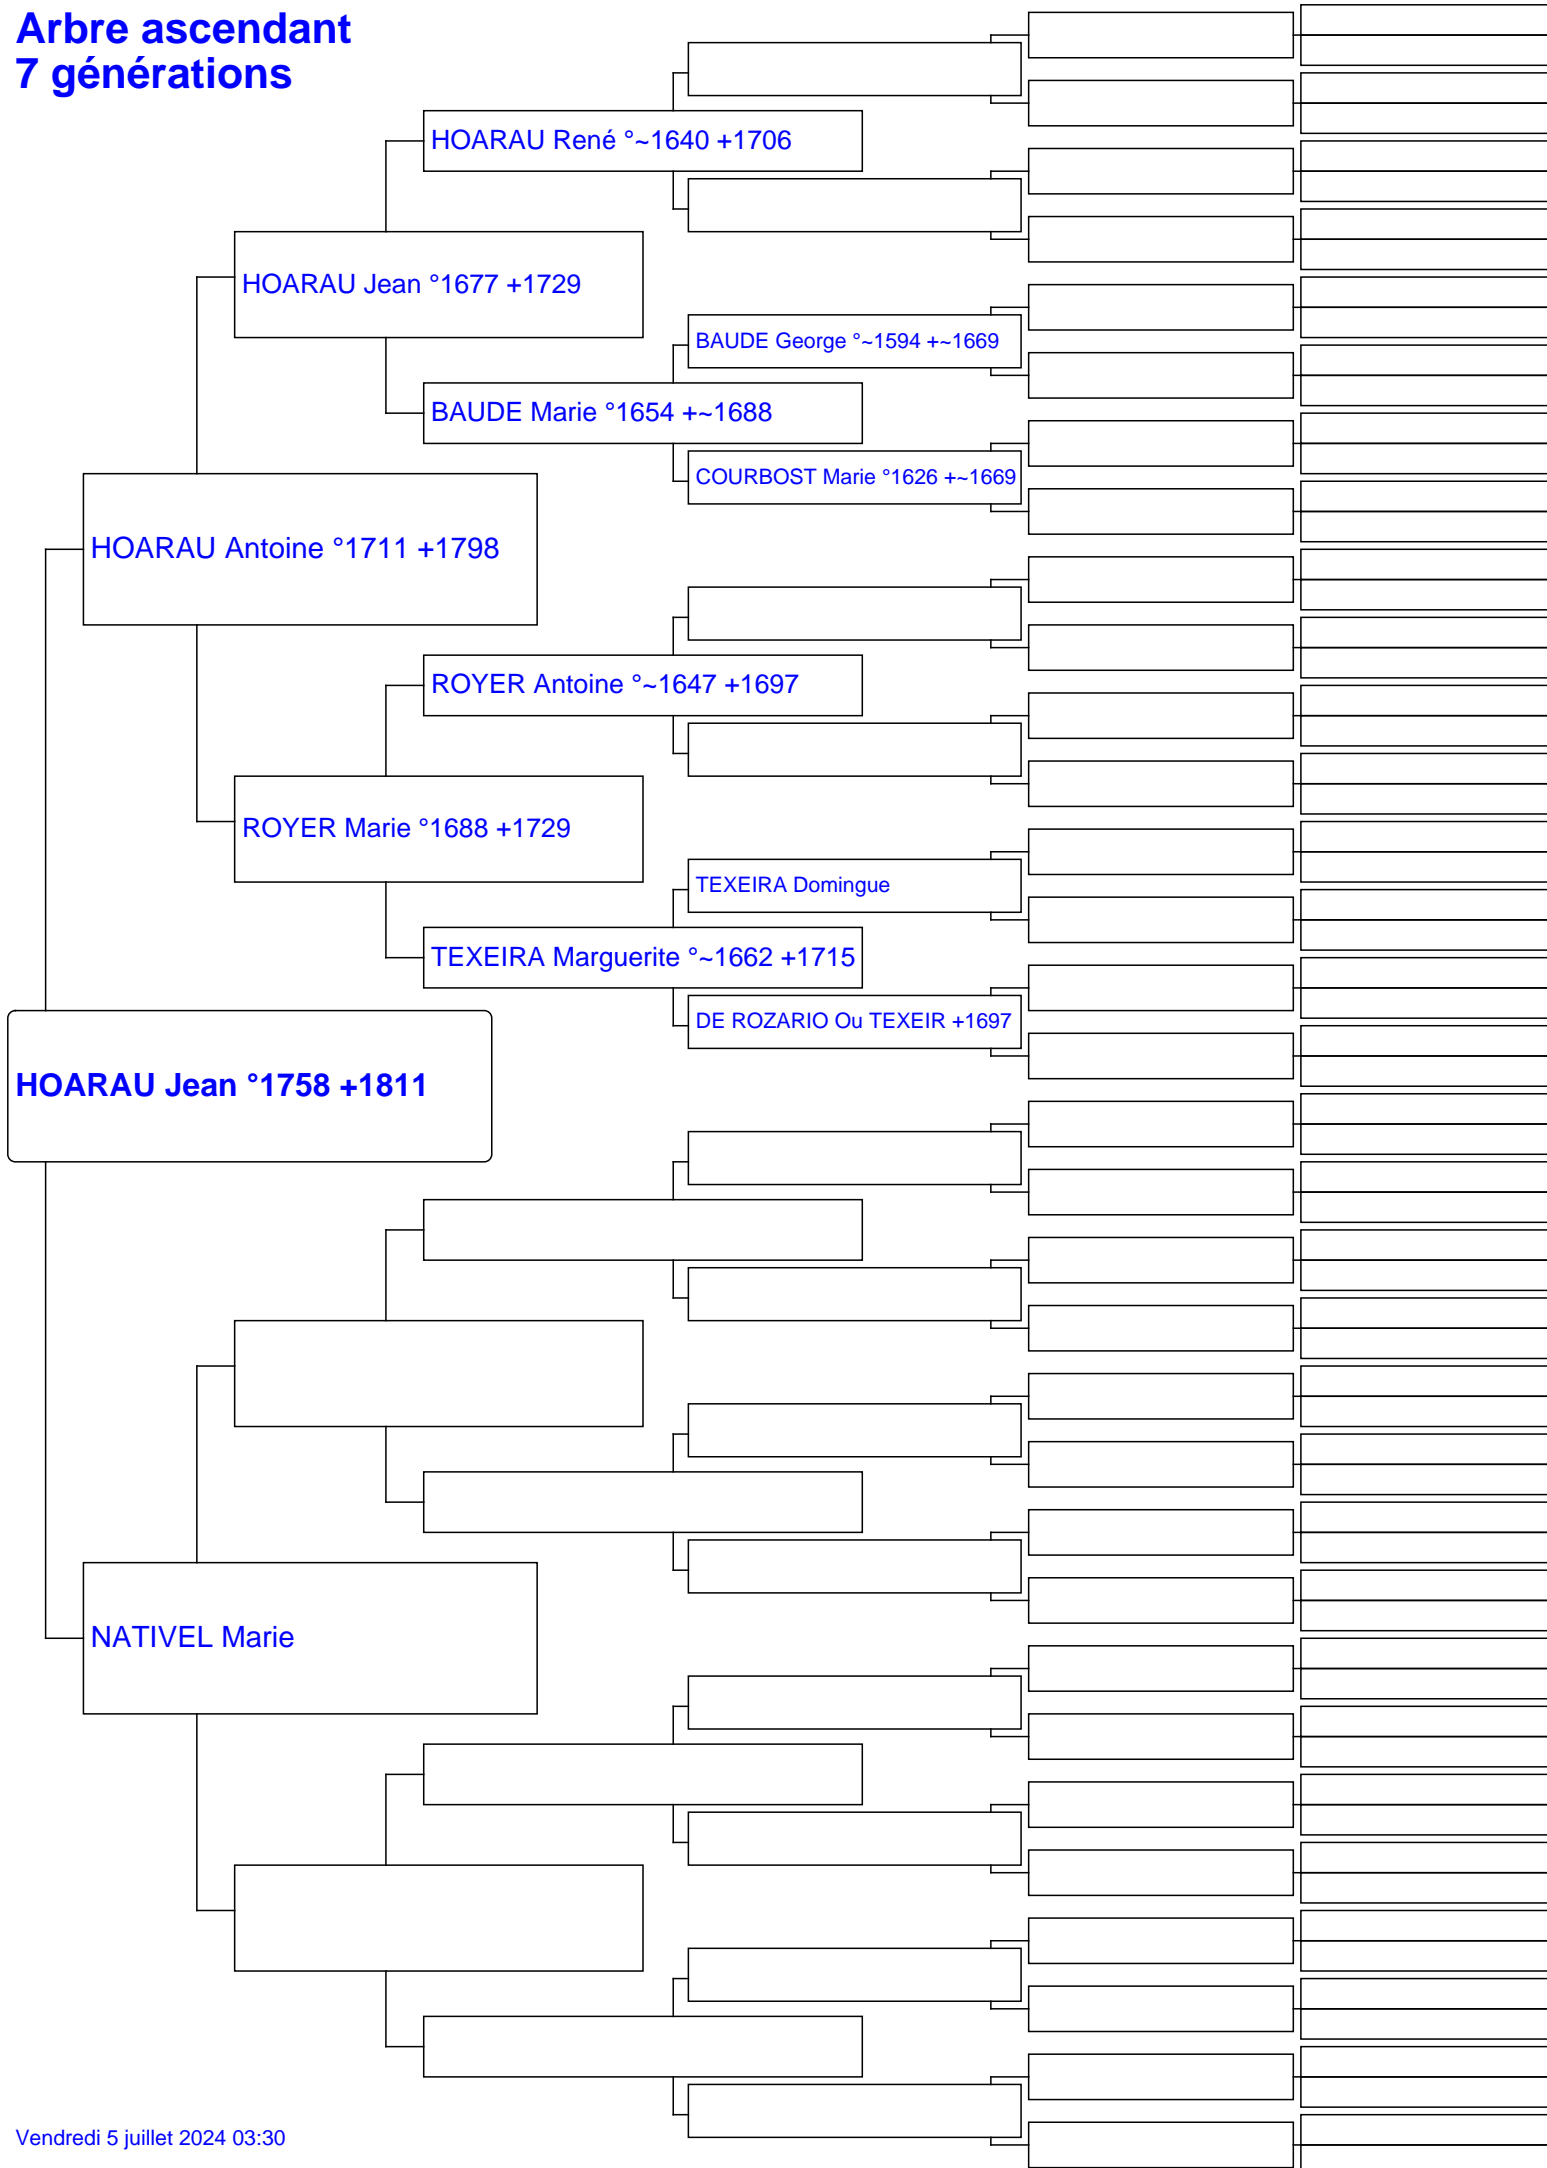 Arbre ascendant
7 générations
HOARAU René °~1640 +1706
HOARAU Jean °1677 +1729
BAUDE George °~1594 +~1669
BAUDE Marie °1654 +~1688
COURBOST Marie °1626 +~1669
HOARAU Antoine °1711 +1798
ROYER Antoine °~1647 +1697
ROYER Marie °1688 +1729
TEXEIRA Domingue
TEXEIRA Marguerite °~1662 +1715
DE ROZARIO Ou TEXEIR +1697
HOARAU Jean °1758 +1811
NATIVEL Marie
Vendredi 5 juillet 2024 03:30